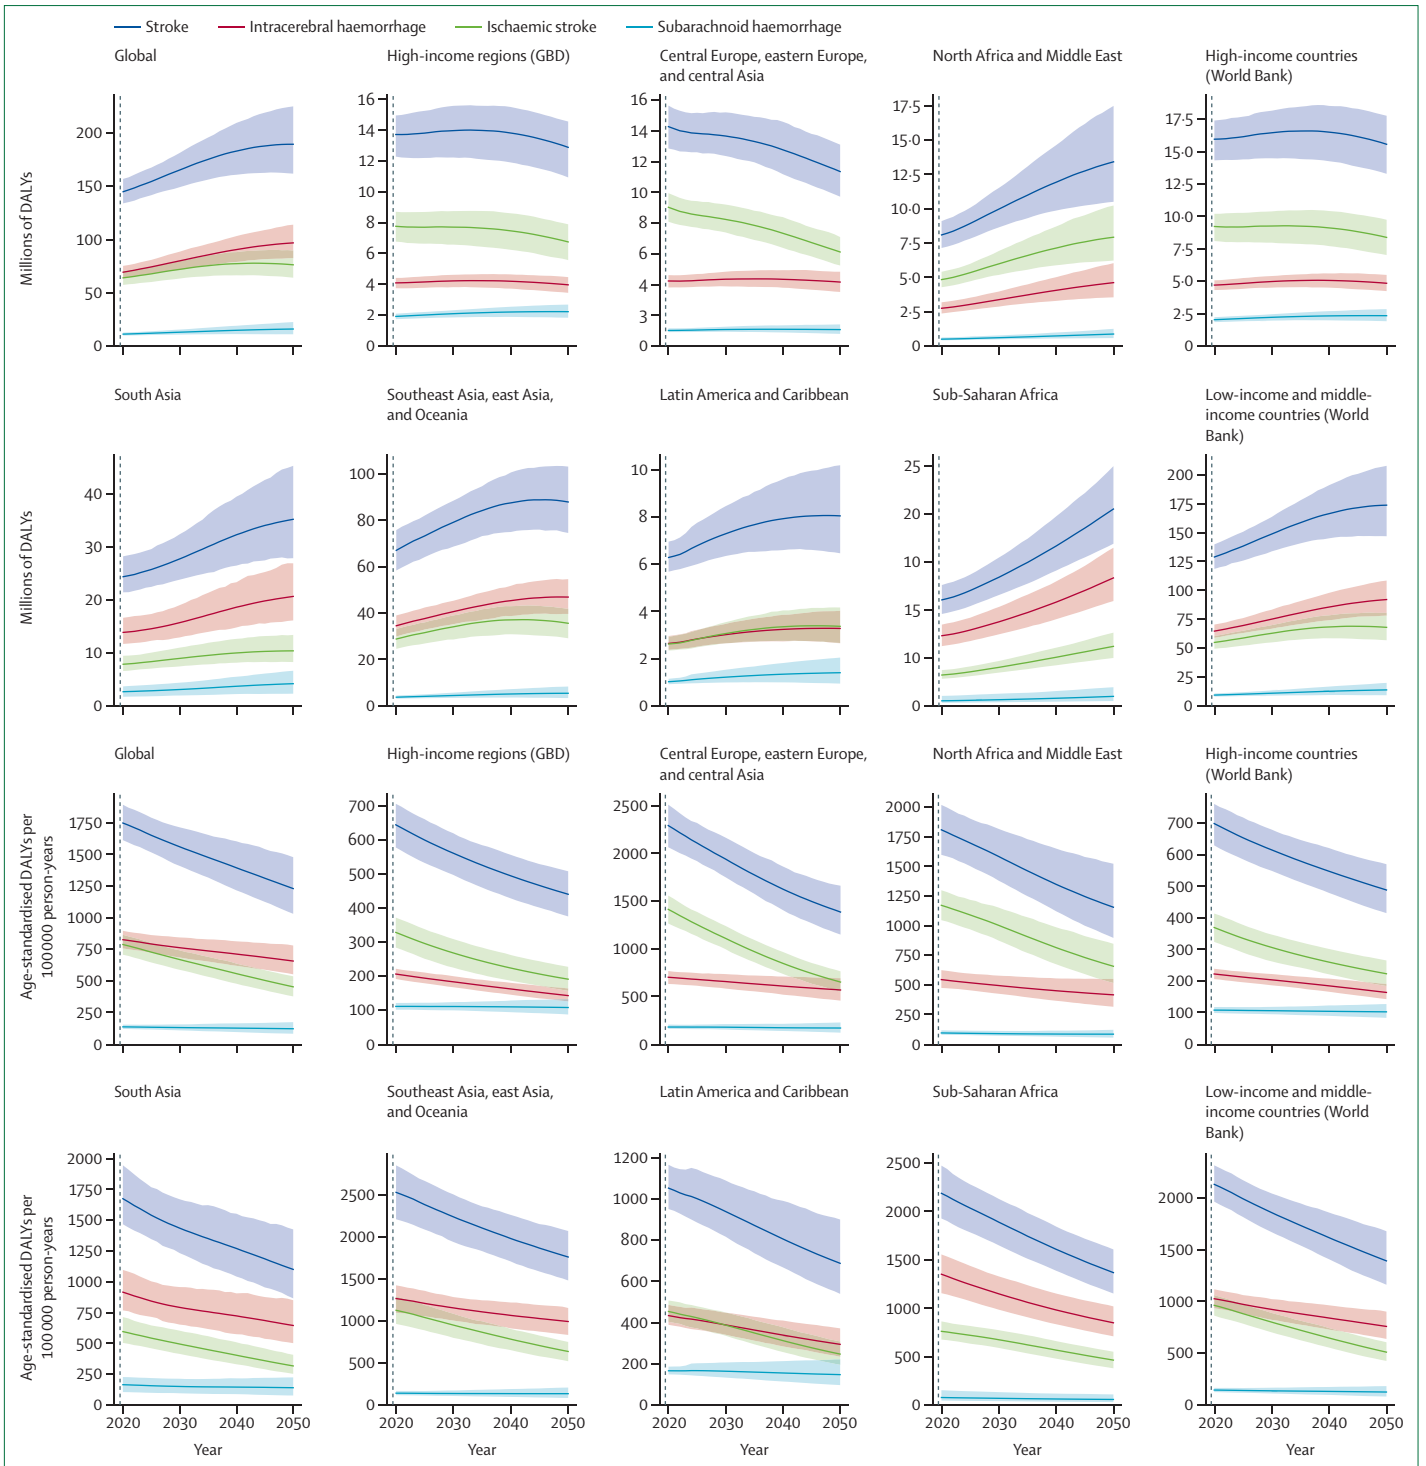 Stroke
Intracerebral haemorrhage
Ischaemic stroke
Subarachnoid haemorrhage
Millions of DALYs
Global
200
150
100
50
0
High-income regions (GBD)
16
14
12
10
8
6
4
2
0
Central Europe, eastern Europe,
and central Asia
16
14
12
10
8
6
4
3
0
North Africa and Middle East
17·5
15·0
12·5
10·0
7·5
5·0
2·5
0
High-income countries
(World Bank)
17·5
15·0
12·5
10·0
7·5
5·0
2·5
0
Millions of DALYs
South Asia
40
30
20
10
0
Southeast Asia, east Asia,
and Oceania
100
80
60
40
20
0
Latin America and Caribbean
10
8
6
4
2
0
Sub-Saharan Africa
25
20
10
15
10
0
Low-income and middle-
income countries (World
Bank)
200
175
150
125
100
75
50
25
0
Age-standardised DALYs per
100 000 person-years
Global
1750
1500
1250
1000
750
500
250
0
High-income regions (GBD)
700
600
500
400
300
200
100
0
Central Europe, eastern Europe,
and central Asia
2500
2000
1500
1000
500
0
North Africa and Middle East
2000
1750
1500
1250
1000
750
500
250
0
High-income countries
(World Bank)
700
600
500
400
300
200
100
0
Age-standardised DALYs per
100 000 person-years
South Asia
2000
1750
1500
1250
1000
750
500
250
0
2020 2030 2040 2050
Year
Southeast Asia, east Asia,
and Oceania
2500
2000
1500
1000
500
0
2020 2030 2040 2050
Year
Latin America and Caribbean
1200
1000
800
600
400
200
0
2020 2030 2040 2050
Year
Sub-Saharan Africa
2500
2000
1500
1000
500
0
2020 2030 2040 2050
Year
Low-income and middle-
income countries (World
Bank)
2000
1500
1000
500
0
2020 2030 2040 2050
Year